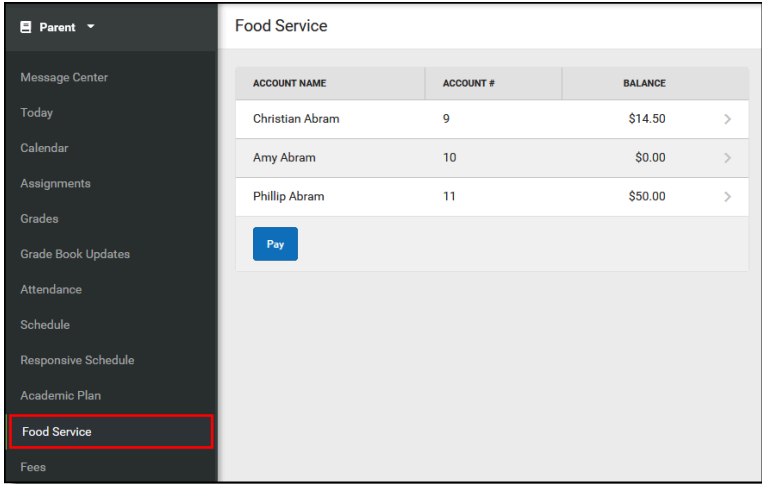 Parent
Message Center
Today
Calendar
Assignments
Grades
Grade Book Updates
Attendance
Schedule
Responsive Schedule
Academic Plan
Food Service
Fees
Food Service
ACCOUNT NAME ACCOUNT # BALANCE
Christian Abram 9 $14.50
Amy Abram 10 $0.00
Phillip Abram 11 $50.00
Pay